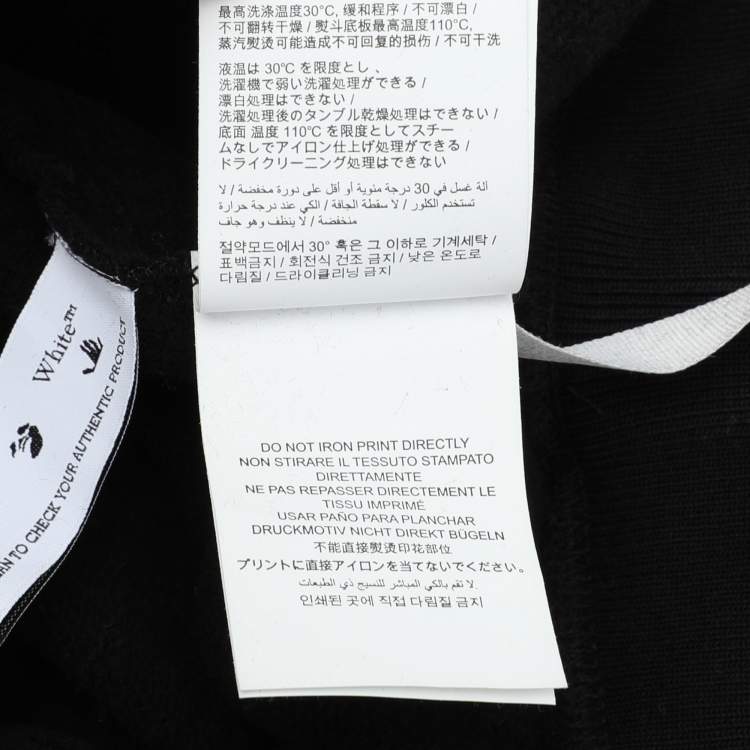 最高洗涤温度30℃, 缓和程序 / 不可漂白 /
不可翻转干燥 / 熨斗底板最高温度110℃,
蒸汽熨烫可能造成不可回复的损伤 / 不可干洗
液温は 30℃ を限度とし 、
洗濯機で弱い洗濯処理ができる /
漂白処理はできない /
洗濯処理後のタンブル乾燥処理はできない /
底面 温度 110℃ を限度としてスチー
ムなしでアイロン仕上げ処理ができる /
ドライクリーニング処理はできない
آلة غسل في 30 درجة مئوية أو أقل على دورة مخفضة / لا
تستخدم الكلور / لا سقطة الجافة / الكي عند درجة حرارة
منخفضة / لا ينظف وهو جاف
절약모드에서 30° 혹은 그 이하로 기계세탁 /
표백금지 / 회전식 건조 금지 / 낮은 온도로
다림질 / 드라이클리닝 금지
White™
AN TO CHECK YOUR AUTHENTIC PRODUCT
DO NOT IRON PRINT DIRECTLY
NON STIRARE IL TESSUTO STAMPATO
DIRETTAMENTE
NE PAS REPASSER DIRECTEMENT LE
TISSU IMPRIMÉ
USAR PAÑO PARA PLANCHAR
DRUCKMOTIV NICHT DIREKT BÜGELN
不能直接熨烫印花部位
プリントに直接アイロンを当てないでください。
لا تقم بالكي المباشر للنسيج ذي الطبعات.
인쇄된 곳에 직접 다림질 금지